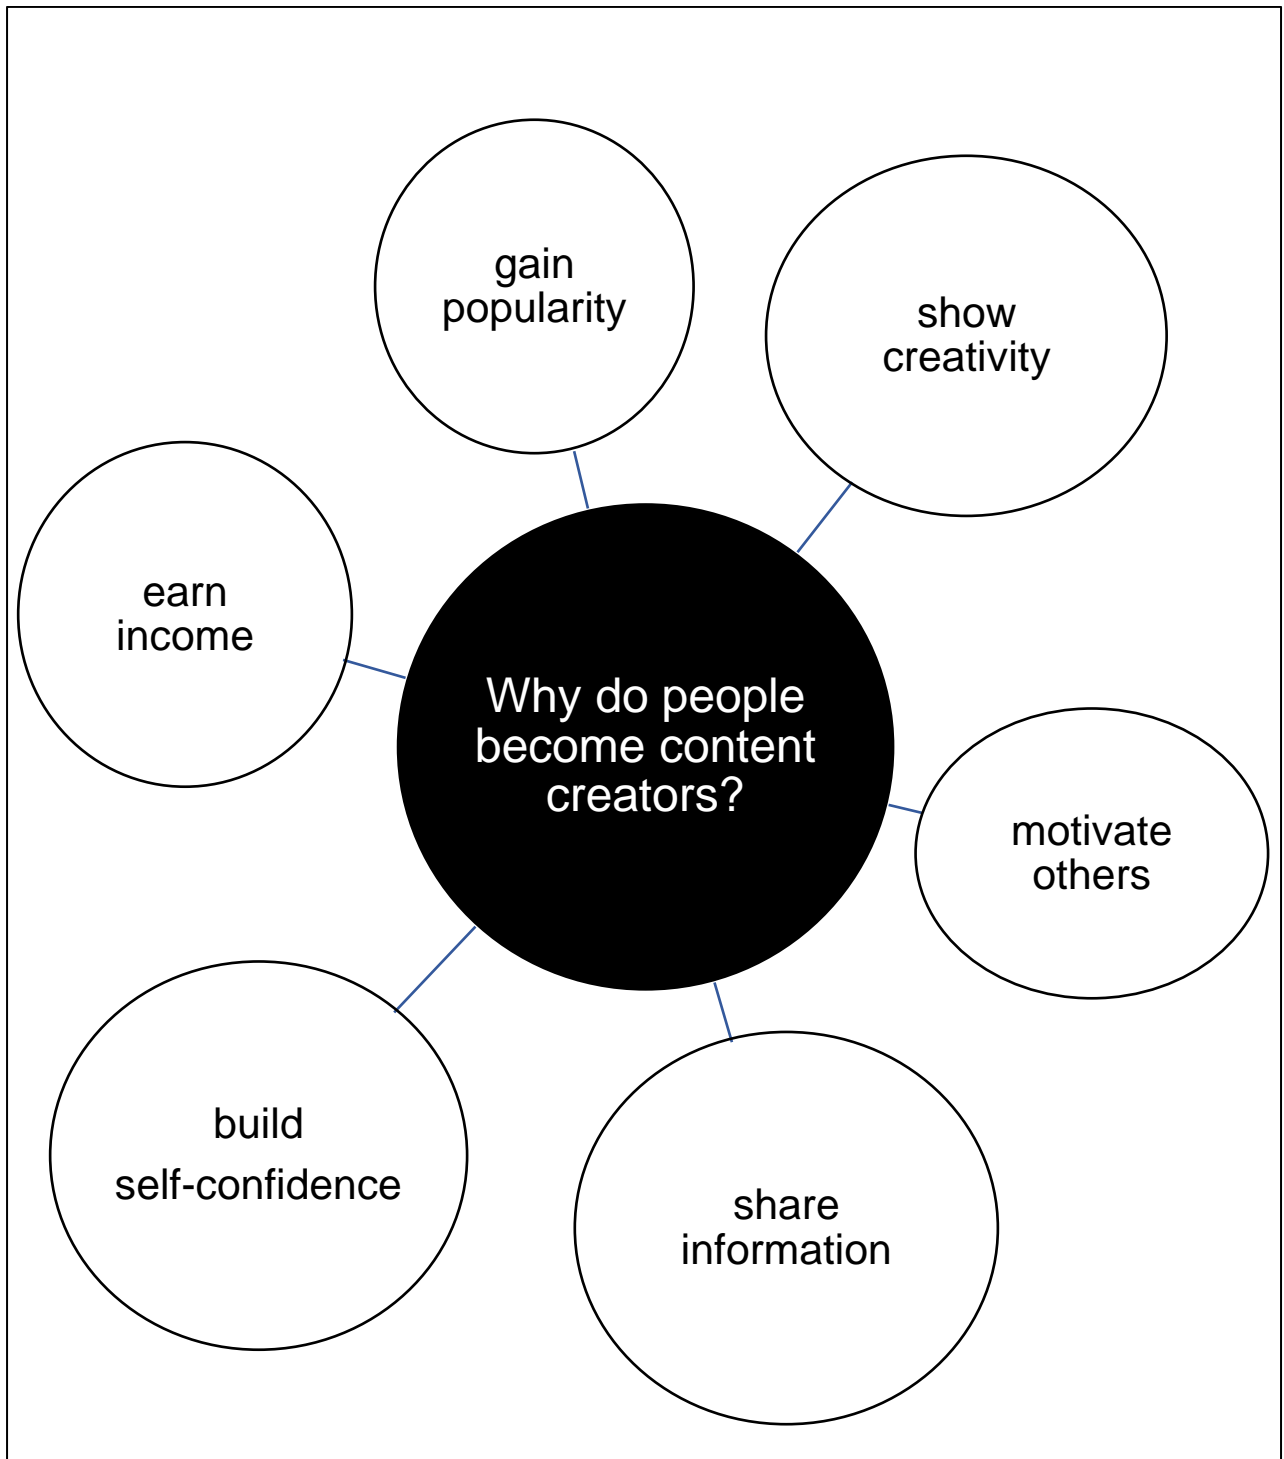 gain
popularity
show
creativity
earn
income
Why do people
become content
creators?
motivate
others
build
self-confidence
share
information